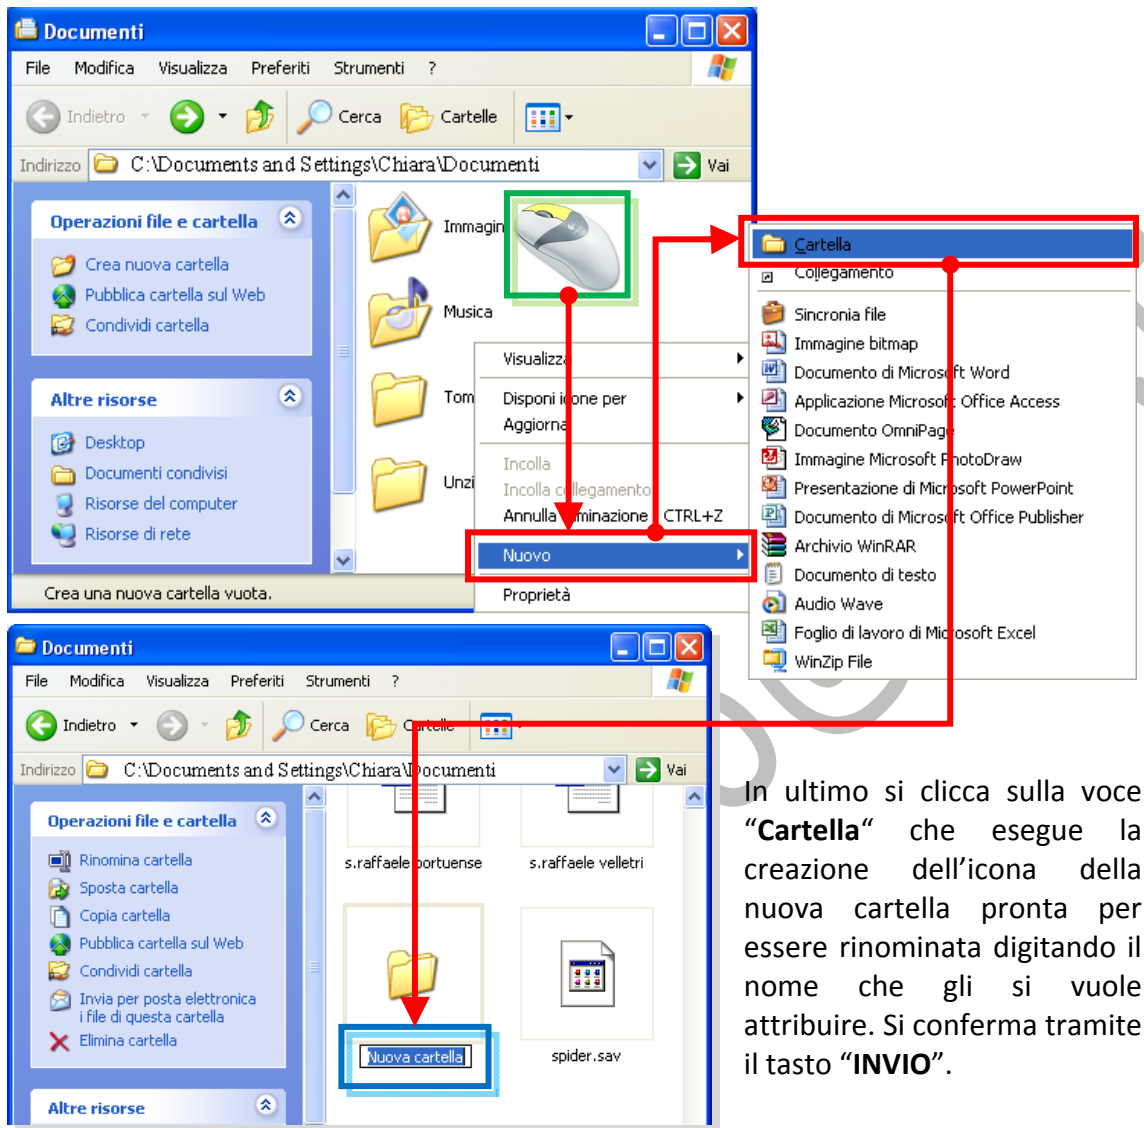 Documenti
File Modifica Visualizza Preferiti Strumenti ?
Indietro Cerca Cartelle
Indirizzo C:\Documents and Settings\Chiara\Documenti Vai
Operazioni file e cartella
Crea nuova cartella
Pubblica cartella sul Web
Condividi cartella
Altre risorse
Desktop
Documenti condivisi
Risorse del computer
Risorse di rete
Immagin
Musica
Tom
Unzi
Visualizza
Disponi icone per
Aggiorna
Incolla
Incolla collegamento
Annulla eliminazione CTRL+Z
Nuovo
Proprietà
Crea una nuova cartella vuota.
Cartella
Collegamento
Sincronia file
Immagine bitmap
Documento di Microsoft Word
Applicazione Microsoft Office Access
Documento OmniPage
Immagine Microsoft PhotoDraw
Presentazione di Microsoft PowerPoint
Documento di Microsoft Office Publisher
Archivio WinRAR
Documento di testo
Audio Wave
Foglio di lavoro di Microsoft Excel
WinZip File
Documenti
File Modifica Visualizza Preferiti Strumenti ?
Indietro Cerca Cartelle
Indirizzo C:\Documents and Settings\Chiara\Documenti Vai
Operazioni file e cartella
Rinomina cartella
Sposta cartella
Copia cartella
Pubblica cartella sul Web
Condividi cartella
Invia per posta elettronica
i file di questa cartella
Elimina cartella
Altre risorse
s.raffaele portuense
s.raffaele velletri
Nuova cartella
spider.sav
In ultimo si clicca sulla voce
“Cartella“ che esegue la
creazione dell’icona della
nuova cartella pronta per
essere rinominata digitando il
nome che gli si vuole
attribuire. Si conferma tramite
il tasto “INVIO”.